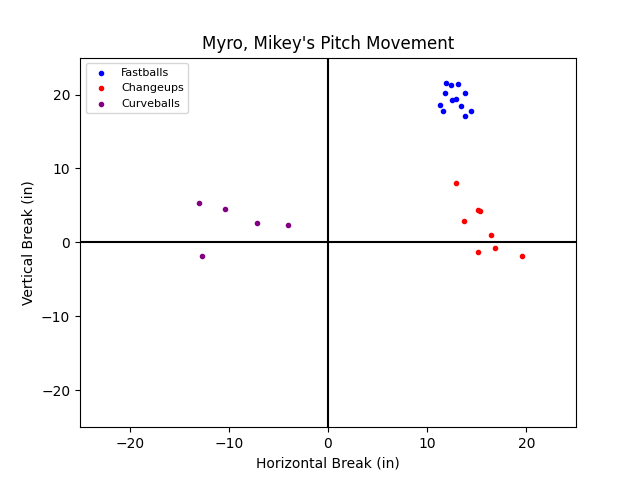 Myro, Mikey's Pitch Movement
Fastballs
Changeups
Curveballs
20
10
0
−10
−20
Vertical Break (in)
−20
−10
0
10
20
Horizontal Break (in)